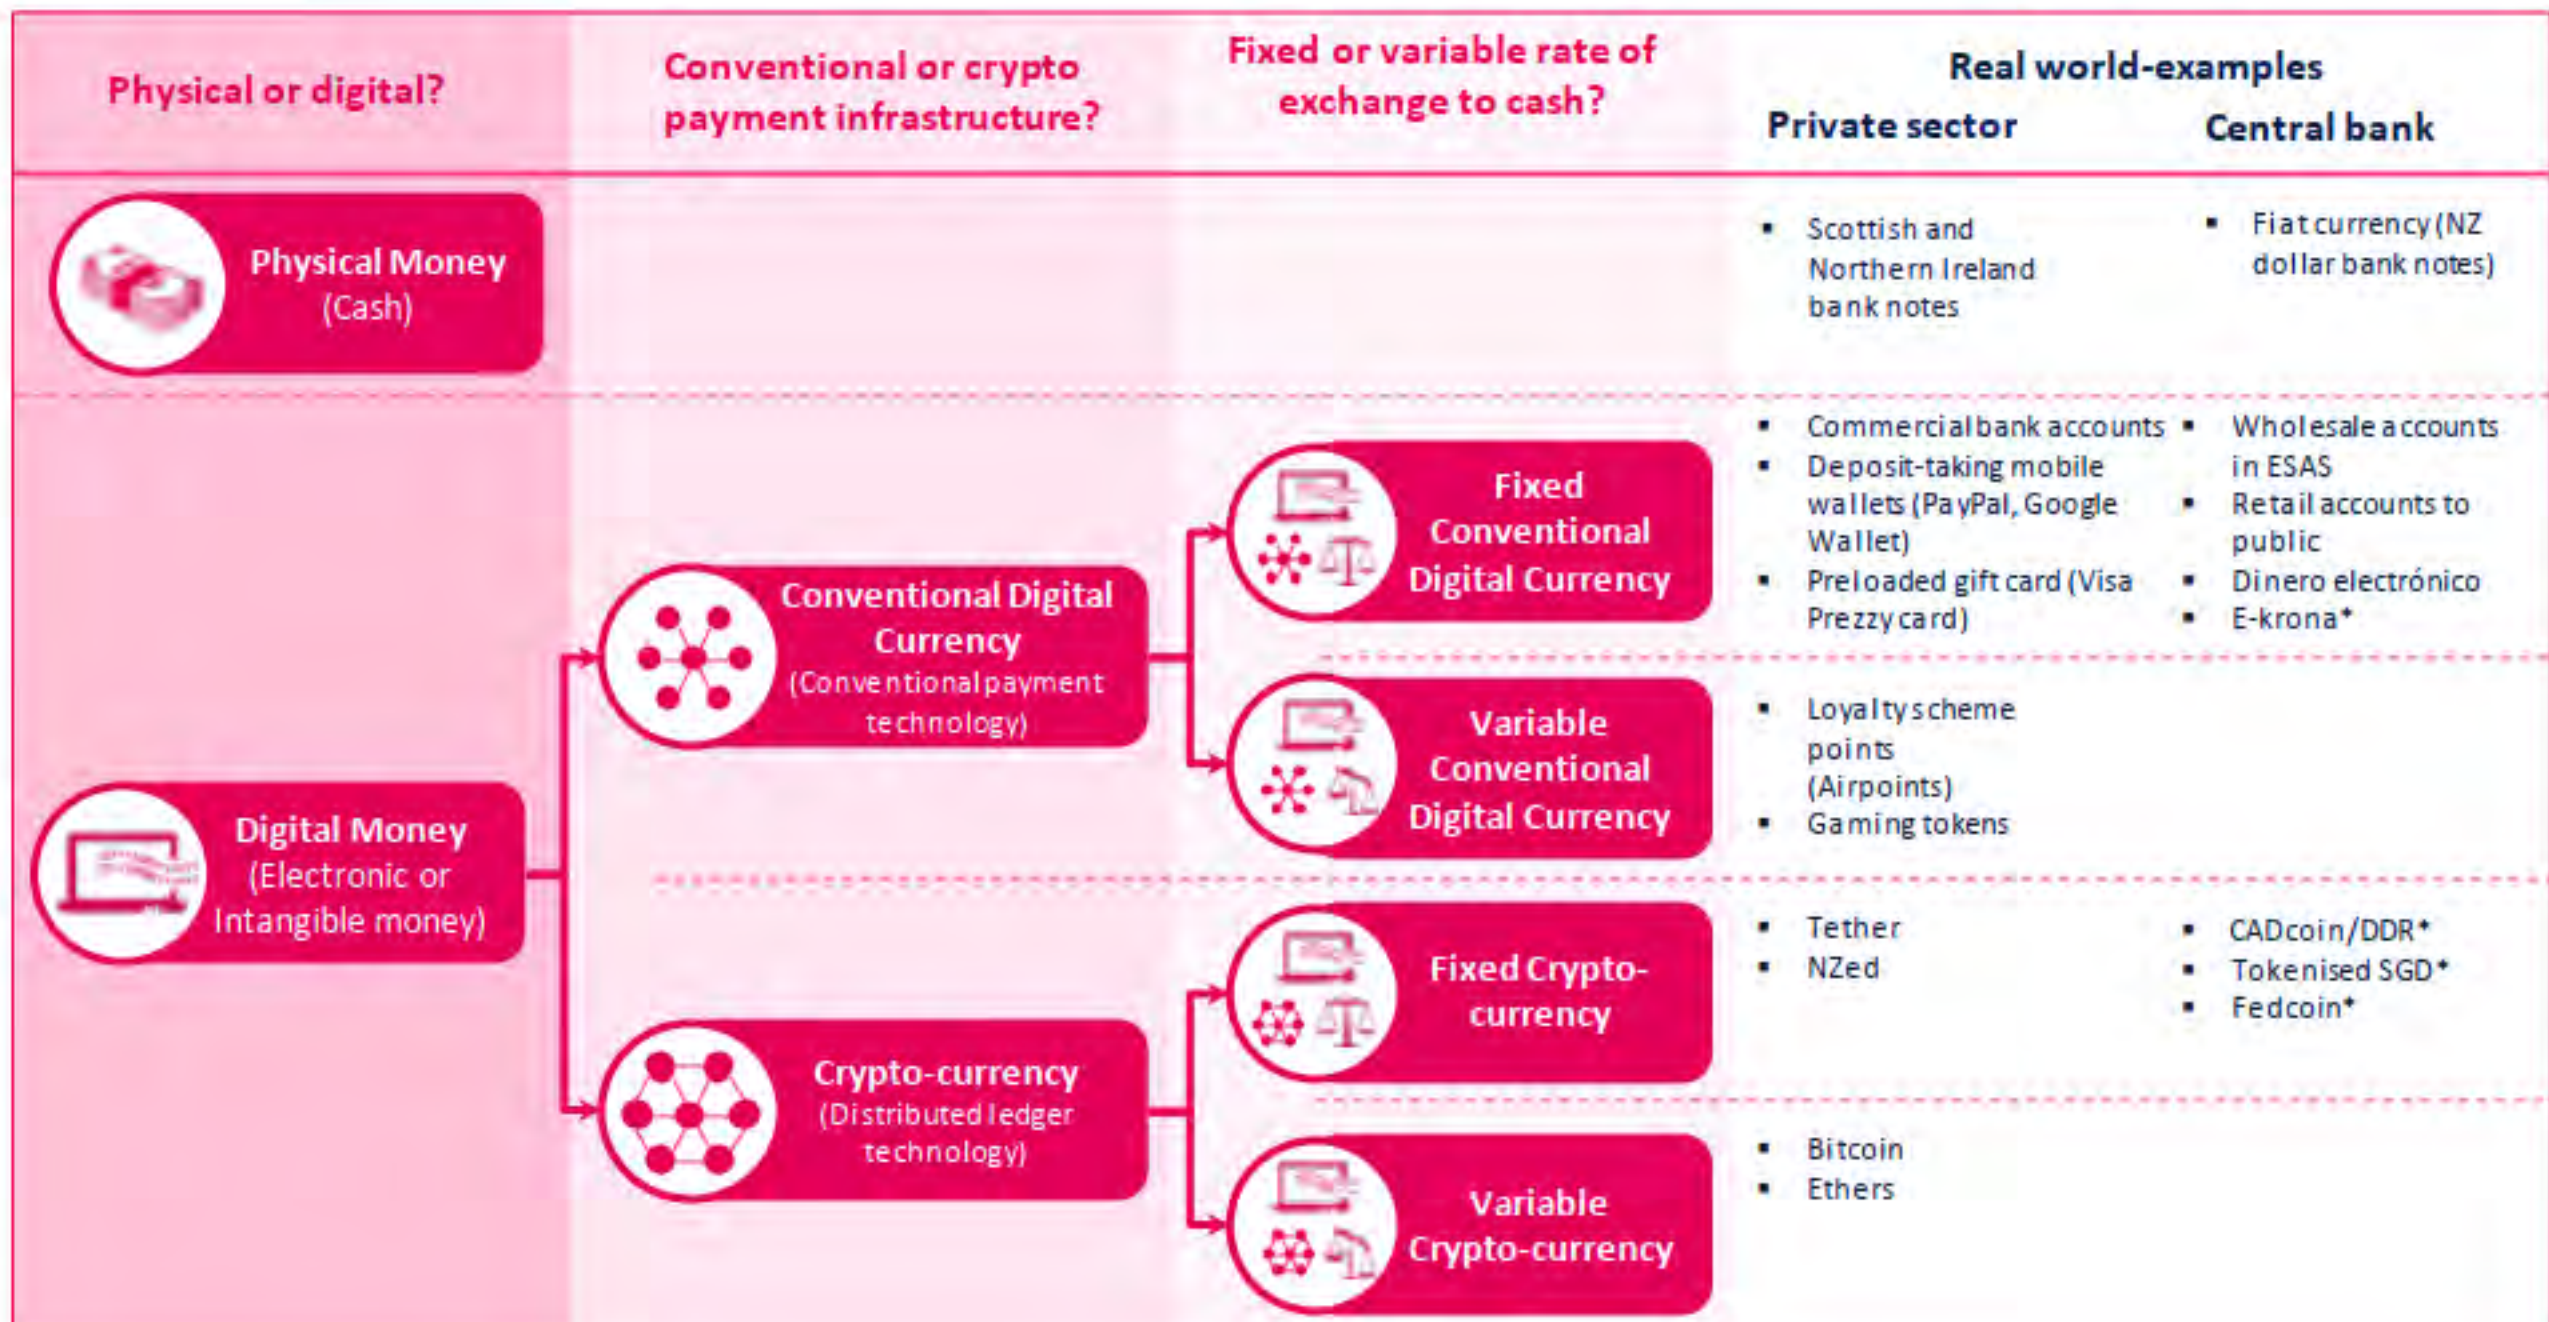 Physical or digital?
Conventional or crypto
payment infrastructure?
Fixed or variable rate of
exchange to cash?
Real world-examples
Private sector
Central bank
Physical Money
(Cash)
▪ Scottish and
Northern Ireland
bank notes
▪ Fiat currency (NZ
dollar bank notes)
Digital Money
(Electronic or
Intangible money)
Conventional Digital
Currency
(Conventional payment
technology)
Fixed
Conventional
Digital Currency
▪ Commercial bank accounts
▪ Deposit-taking mobile
wallets (PayPal, Google
Wallet)
▪ Preloaded gift card (Visa
Prezzy card)
▪ Wholesale accounts
in ESAS
▪ Retail accounts to
public
▪ Dinero electrónico
▪ E-krona*
Variable
Conventional
Digital Currency
▪ Loyalty scheme
points
(Airpoints)
▪ Gaming tokens
Crypto-currency
(Distributed ledger
technology)
Fixed Crypto-
currency
▪ Tether
▪ NZed
▪ CADcoin/DDR*
▪ Tokenised SGD*
▪ Fedcoin*
Variable
Crypto-currency
▪ Bitcoin
▪ Ethers